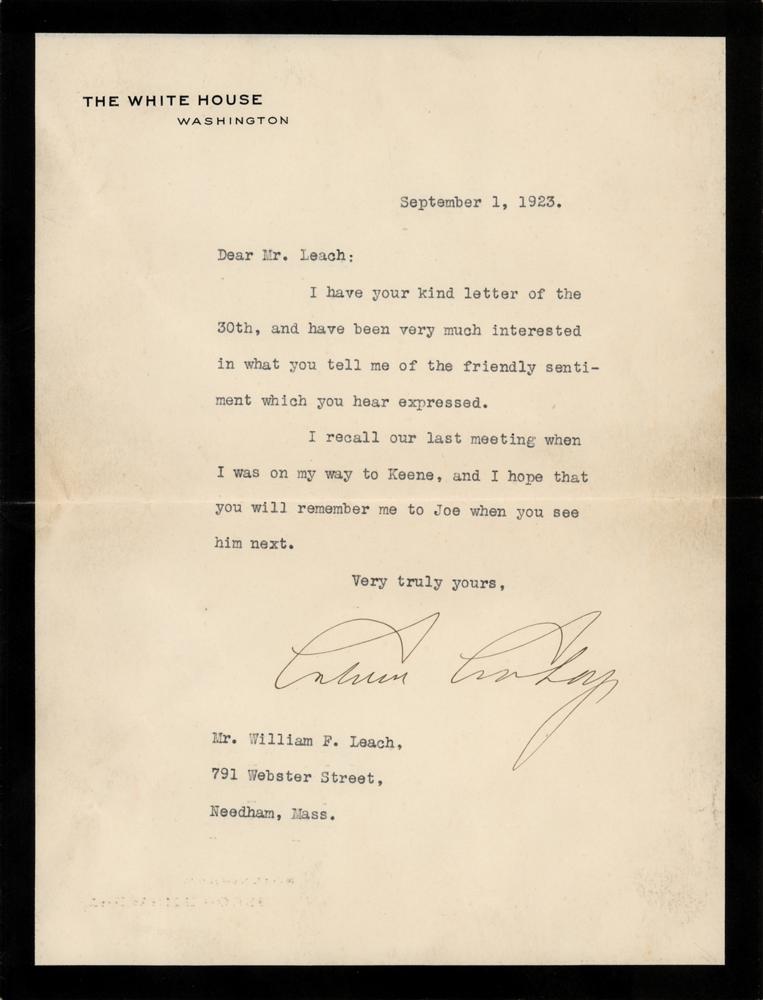 THE WHITE HOUSE
WASHINGTON
September 1, 1923.
Dear Mr. Leach:
I have your kind letter of the
30th, and have been very much interested
in what you tell me of the friendly senti-
ment which you hear expressed.
I recall our last meeting when
I was on my way to Keene, and I hope that
you will remember me to Joe when you see
him next.
Very truly yours,
Calvin Coolidge
Mr. William F. Leach,
791 Webster Street,
Needham, Mass.